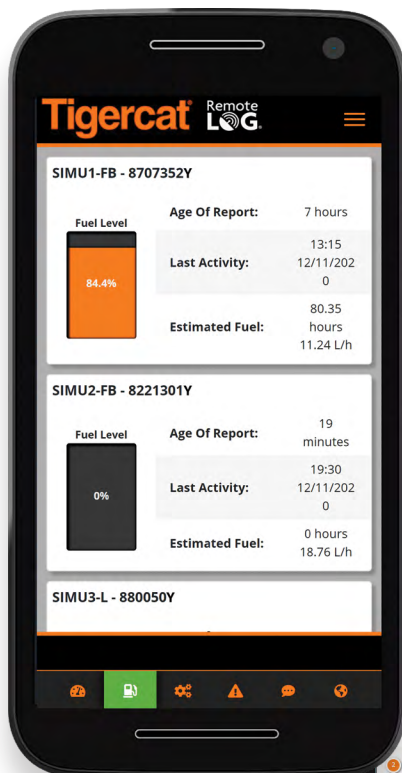 Tigercat® Remote LOG®
SIMU1-FB - 8707352Y
Fuel Level
84.4%
Age Of Report: 7 hours
Last Activity: 13:15
12/11/202
0
Estimated Fuel: 80.35
hours
11.24 L/h
SIMU2-FB - 8221301Y
Fuel Level
0%
Age Of Report: 19
minutes
Last Activity: 19:30
12/11/202
0
Estimated Fuel: 0 hours
18.76 L/h
SIMU3-L - 880050Y
2